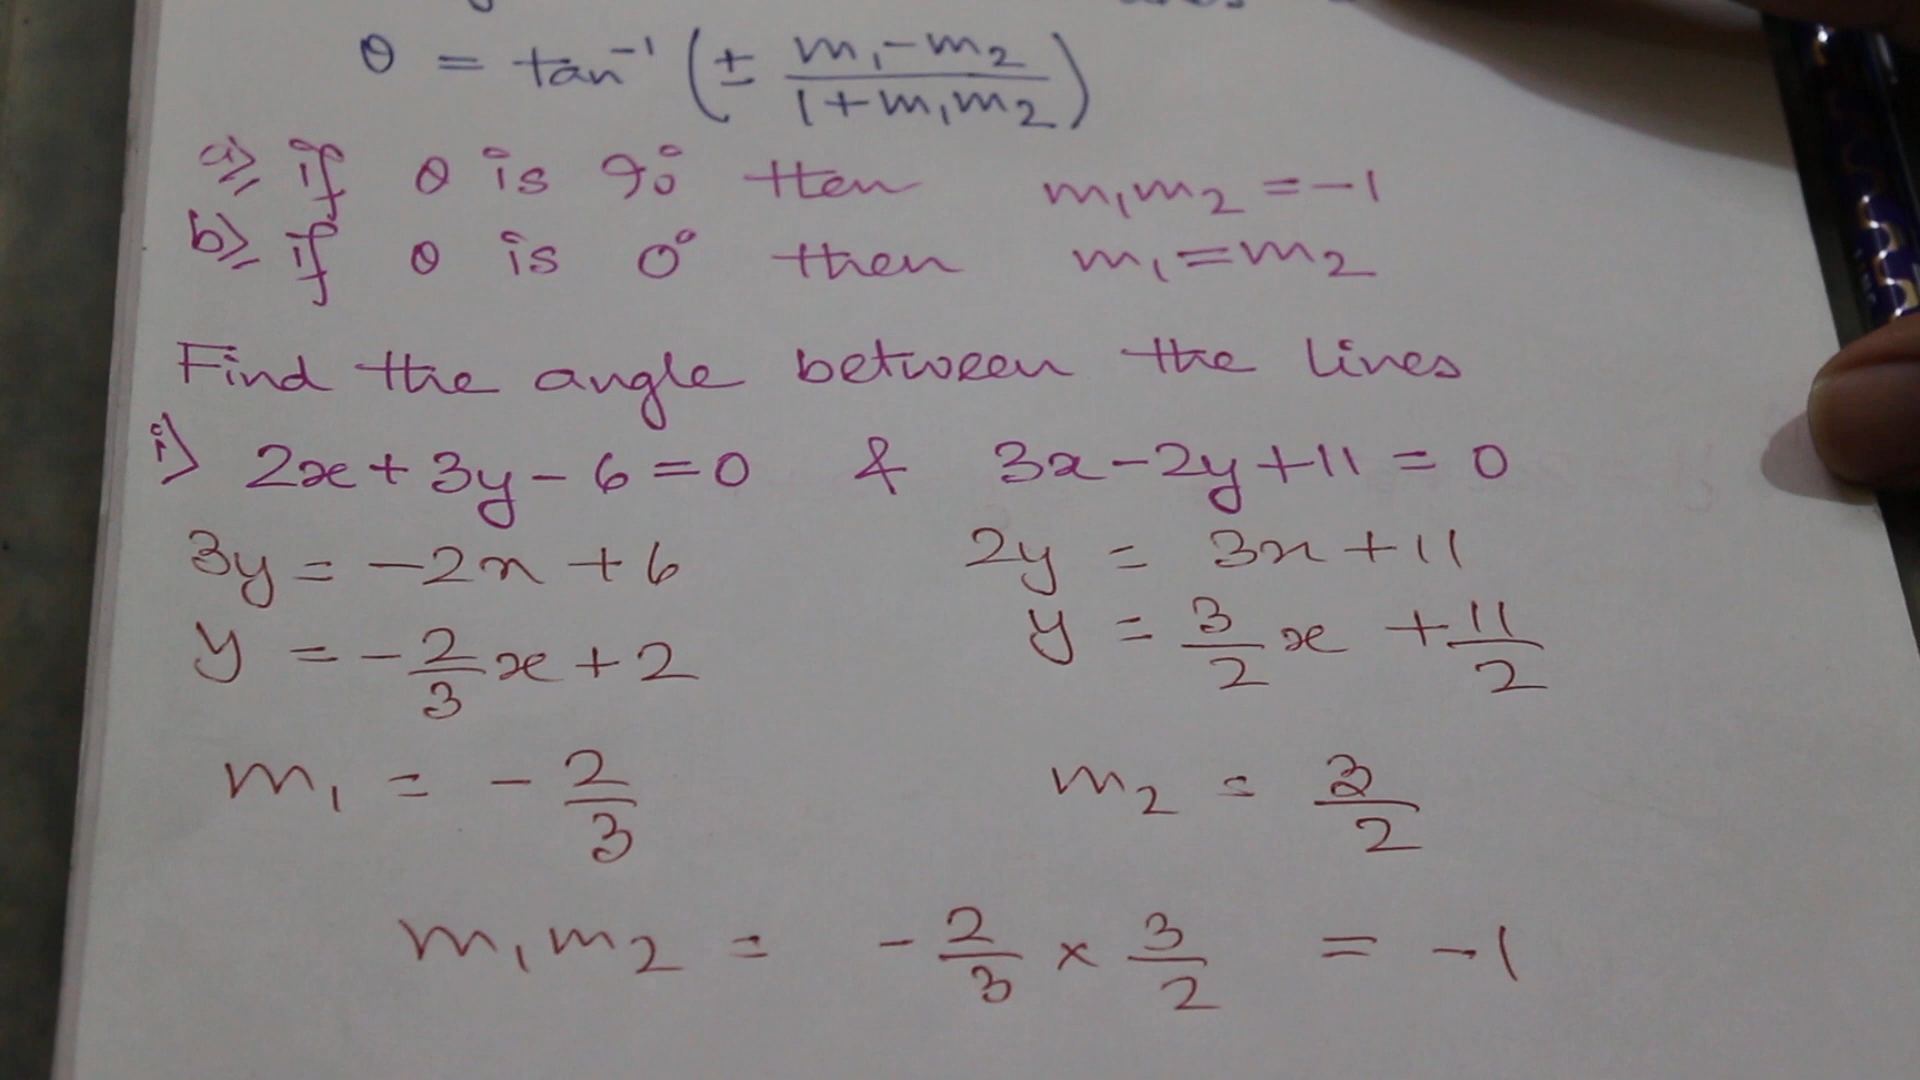 θ = tan⁻¹ (± m₁-m₂ / 1+m₁m₂)
a) if θ is 90° then m₁m₂ = -1
b) if θ is 0° then m₁ = m₂
Find the angle between the lines
i) 2x + 3y - 6 = 0 & 3x - 2y + 11 = 0
3y = -2x + 6 2y = 3x + 11
y = -2/3 x + 2 y = 3/2 x + 11/2
m₁ = -2/3 m₂ = 3/2
m₁m₂ = -2/3 × 3/2 = -1